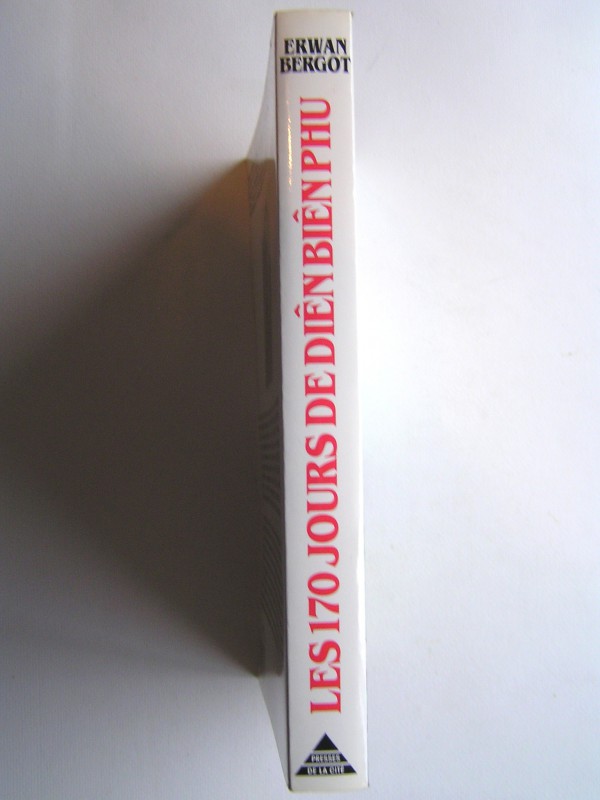 ERWAN
BERGOT
LES 170 JOURS DE DIÊN BIÊN PHU
PRESSES
DE LA CITÉ